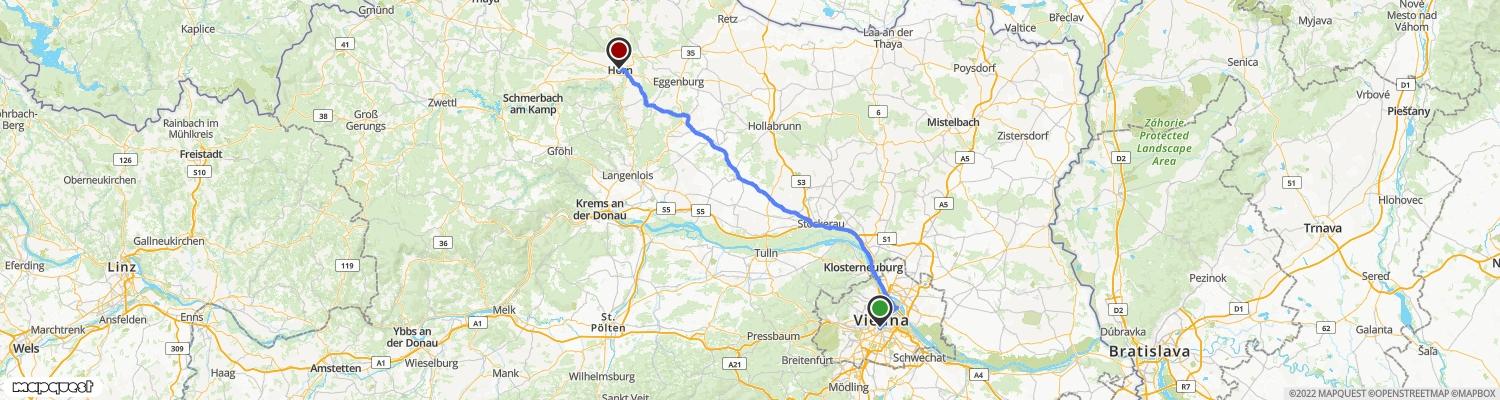 Gmünd
Taya
Kaplice
Retz
Laa an der
Thaya
Valtice
Břeclav
Myjava
Nové
Mesto nad
Váhom
41
Horn
35
Eggenburg
Poysdorf
Senica
D1
Vrbové
Piešťany
Schmerbach
am Kamp
Zwettl
38
Groß
Gerungs
Rainbach im
Mühlkreis
Hollabrunn
6
Mistelbach
Zistersdorf
Záhorie
Protected
Landscape
Area
126
Freistadt
S10
Oberneukirchen
Gföhl
A5
D2
Langenlois
S3
51
Hlohovec
Krems an
der Donau
S5
S5
A5
Stockerau
Trnava
Gallneukirchen
36
S1
Eferding
Linz
119
Tulln
Klosterneuburg
Sereď
Pezinok
Ansfelden
Enns
Melk
A1
St.
Pölten
Vienna
D2
D1
Marchtrenk
Wels
309
Ybbs an
der Donau
Pressbaum
Dúbravka
62
Galanta
A1
Wieselburg
A21
Breitenfurt
Schwechat
Bratislava
Šaľa
Haag
Amstetten
Mank
Wilhelmsburg
A4
Mödling
R7
mapquest
Sankt Veit
©2022 MAPQUEST ©OPENSTREETMAP ©MAPBOX